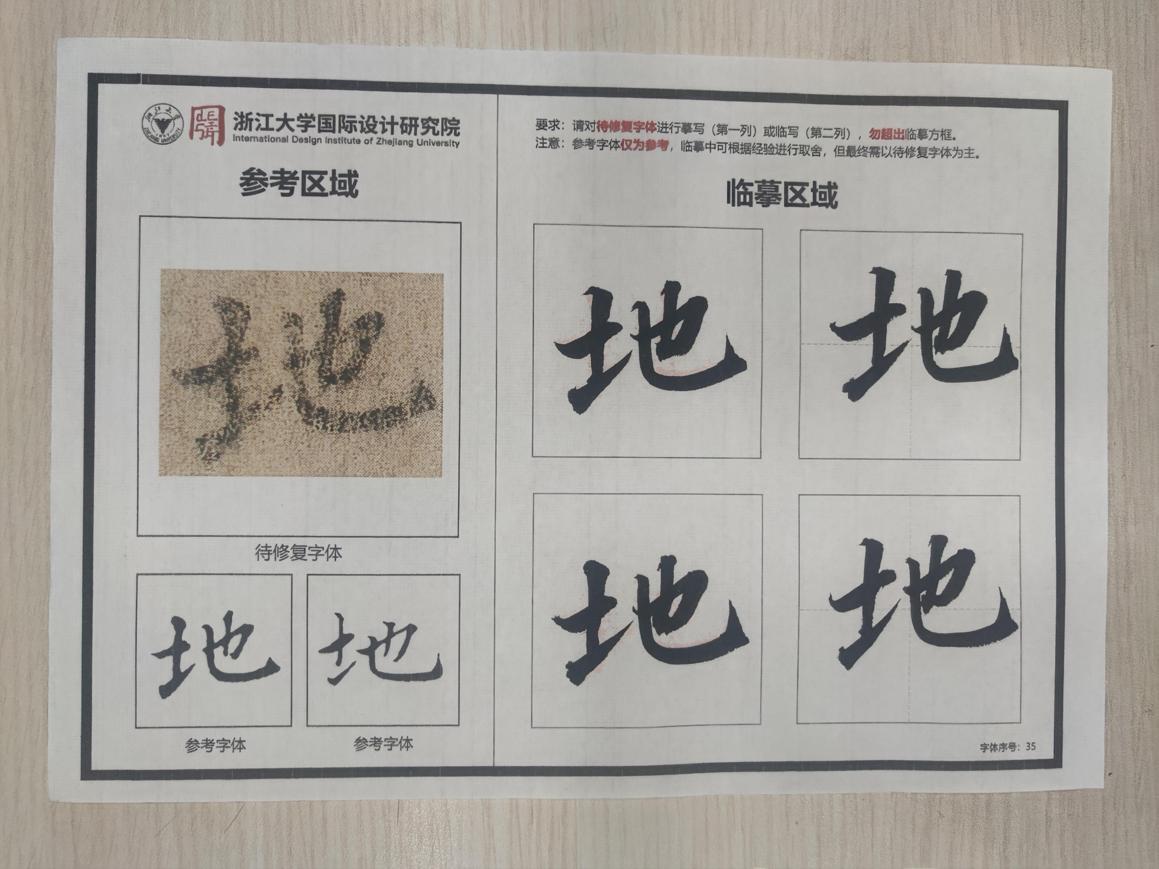 浙江大学国际设计研究院
International Design Institute of Zhejiang University
参考区域
地
待修复字体
地
地
参考字体
参考字体
要求：请对待修复字体进行摹写（第一列）或临写（第二列），勿超出临摹方框。
注意：参考字体仅为参考，临摹中可根据经验进行取舍，但最终需以待修复字体为主。
临摹区域
地
地
地
地
字体序号：35